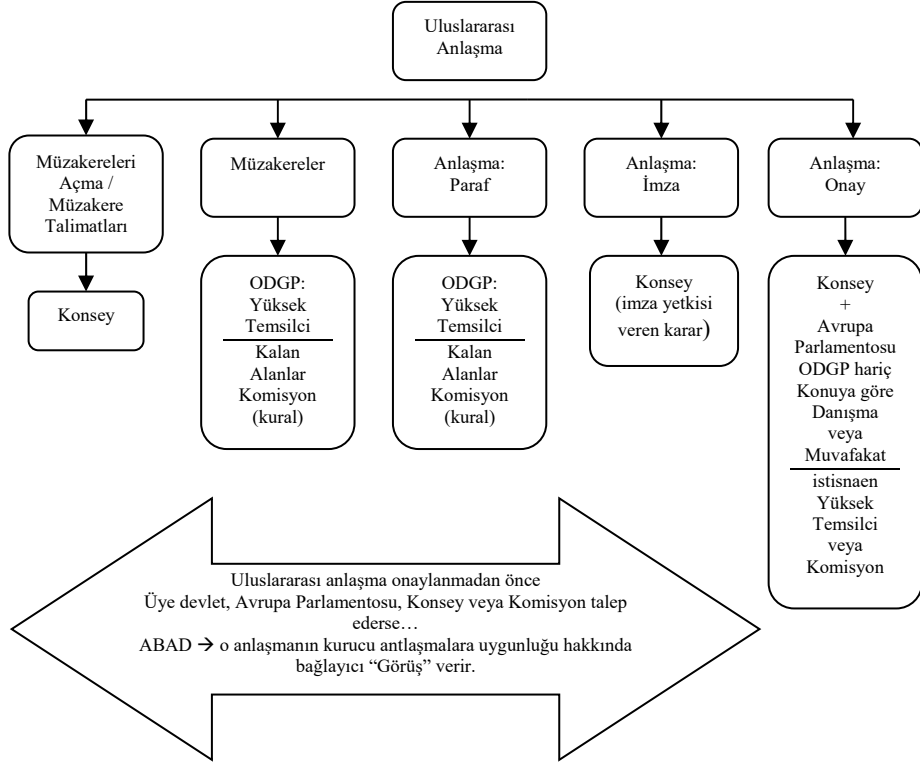 Uluslararası
Anlaşma
Müzakereleri
Açma /
Müzakere
Talimatları
Müzakereler
Anlaşma:
Paraf
Anlaşma:
İmza
Anlaşma:
Onay
Konsey
ODGP:
Yüksek
Temsilci
Kalan
Alanlar
Komisyon
(kural)
ODGP:
Yüksek
Temsilci
Kalan
Alanlar
Komisyon
(kural)
Konsey
(imza yetkisi
veren karar)
Konsey
+
Avrupa
Parlamentosu
ODGP hariç
Konuya göre
Danışma
veya
Muvafakat
istisnaen
Yüksek
Temsilci
veya
Komisyon
Uluslararası anlaşma onaylanmadan önce
Üye devlet, Avrupa Parlamentosu, Konsey veya Komisyon talep
ederse…
ABAD → o anlaşmanın kurucu antlaşmalara uygunluğu hakkında
bağlayıcı “Görüş” verir.